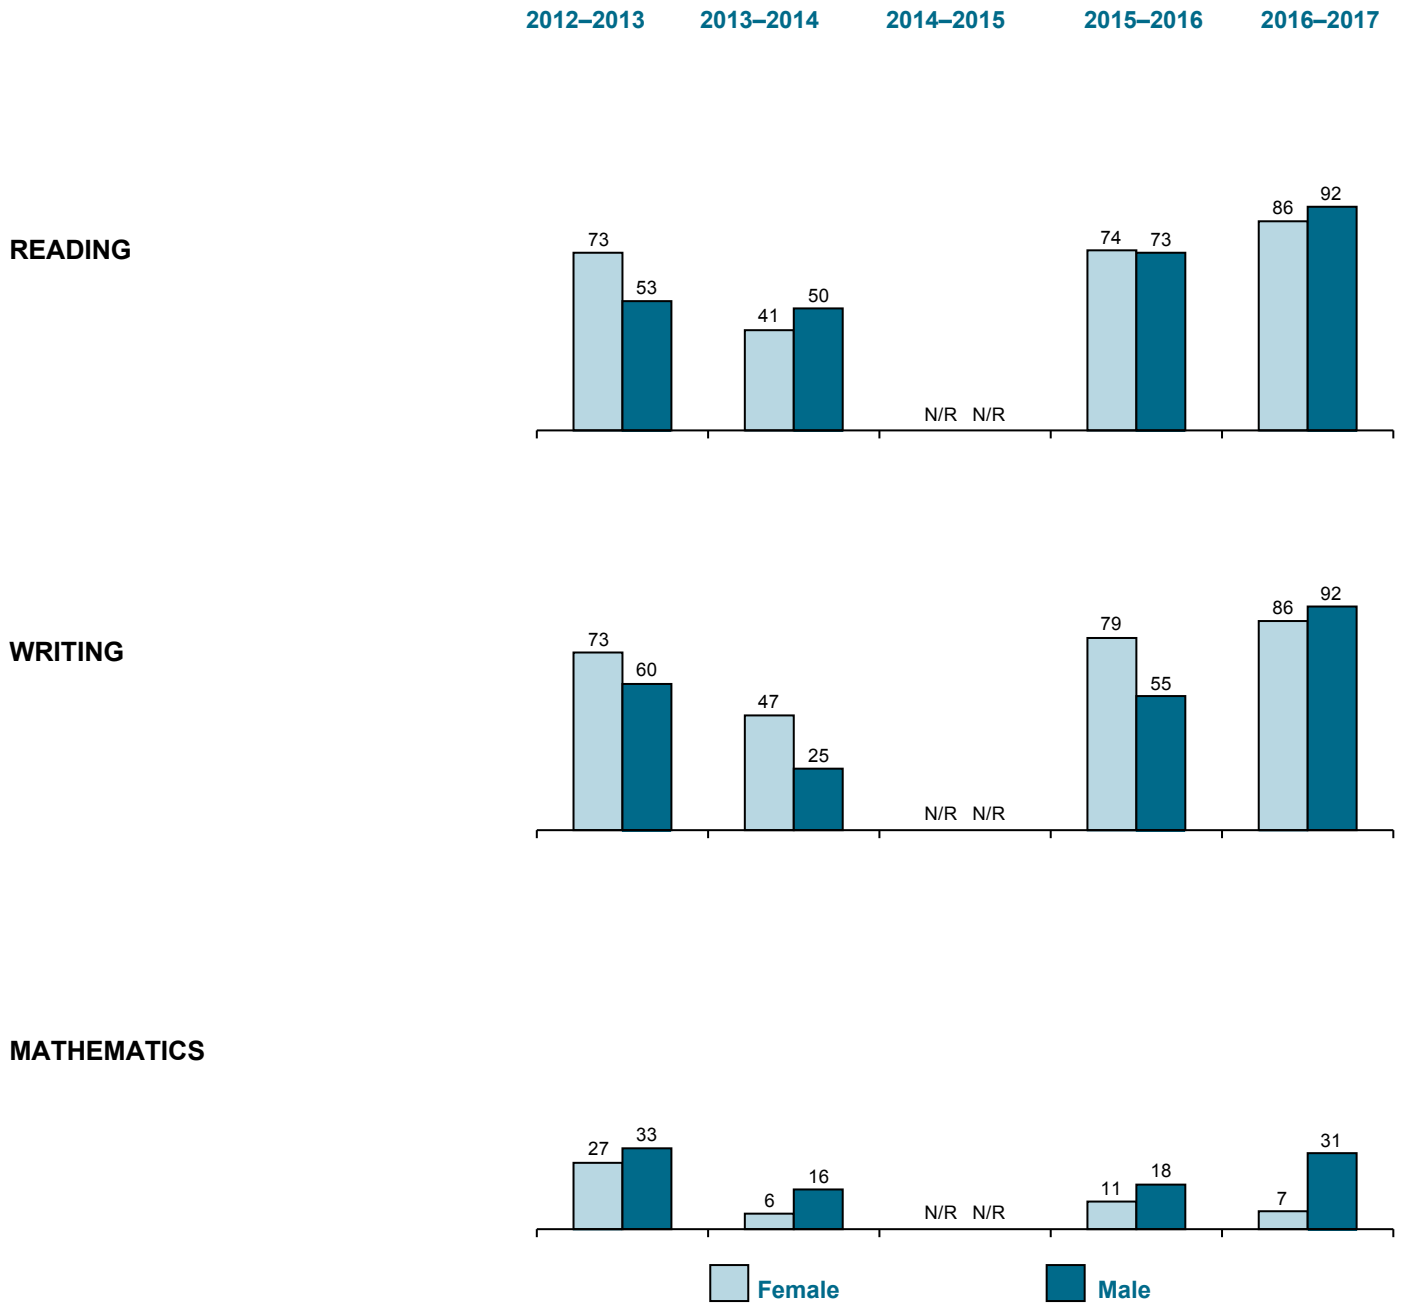 2012–2013 2013–2014 2014–2015 2015–2016 2016–2017
READING
73 53 41 50 N/R N/R 74 73 86 92
WRITING
73 60 47 25 N/R N/R 79 55 86 92
MATHEMATICS
27 33 6 16 N/R N/R 11 18 7 31
Female Male